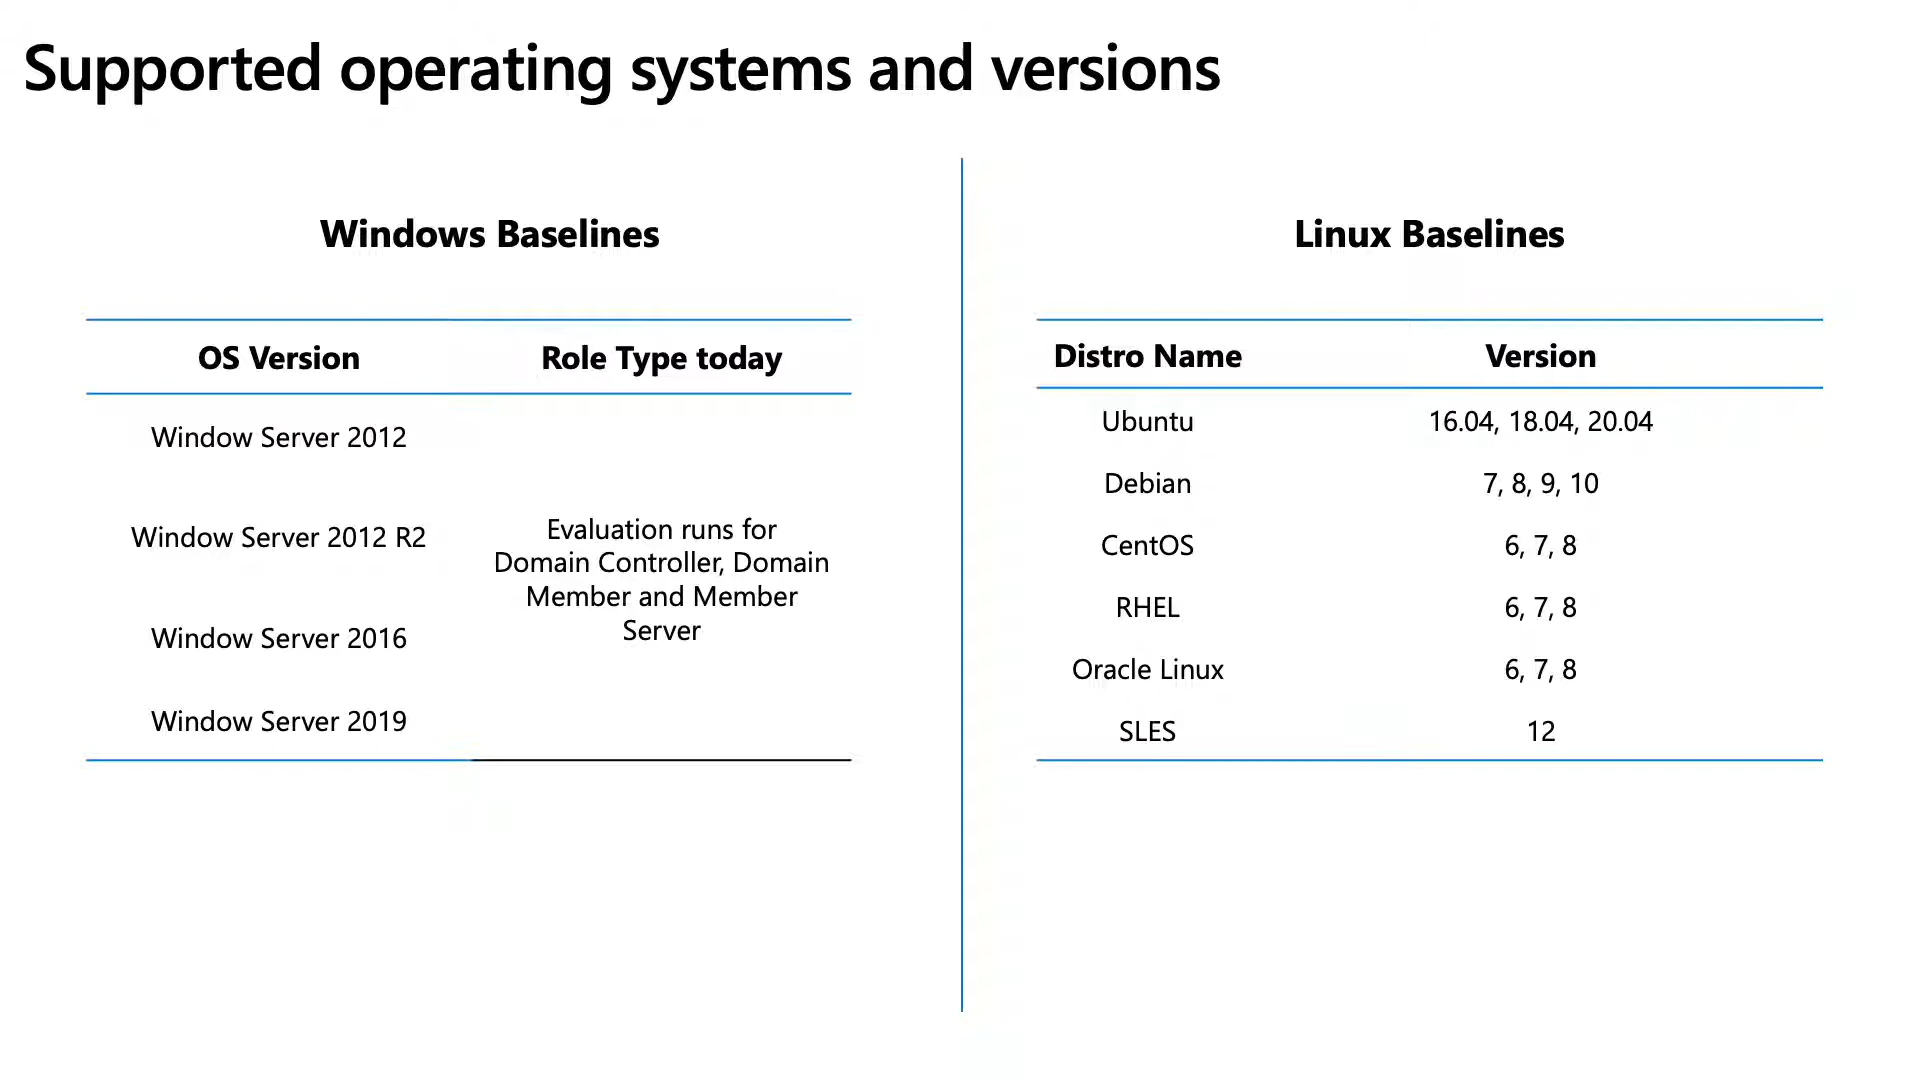 Supported operating systems and versions
Windows Baselines
OS Version Role Type today
Window Server 2012
Window Server 2012 R2
Window Server 2016
Window Server 2019
Evaluation runs for
Domain Controller, Domain
Member and Member
Server
Linux Baselines
Distro Name Version
Ubuntu 16.04, 18.04, 20.04
Debian 7, 8, 9, 10
CentOS 6, 7, 8
RHEL 6, 7, 8
Oracle Linux 6, 7, 8
SLES 12